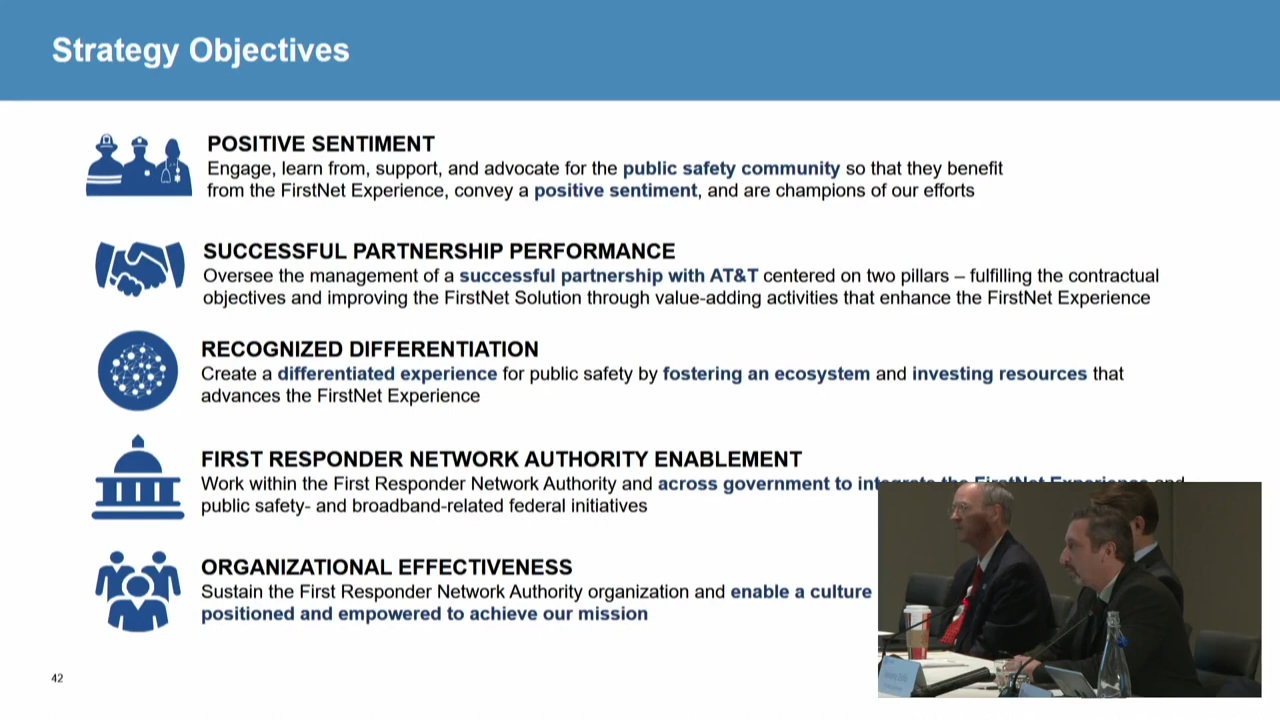 Strategy Objectives
POSITIVE SENTIMENT
Engage, learn from, support, and advocate for the public safety community so that they benefit
from the FirstNet Experience, convey a positive sentiment, and are champions of our efforts
SUCCESSFUL PARTNERSHIP PERFORMANCE
Oversee the management of a successful partnership with AT&T centered on two pillars – fulfilling the contractual
objectives and improving the FirstNet Solution through value-adding activities that enhance the FirstNet Experience
RECOGNIZED DIFFERENTIATION
Create a differentiated experience for public safety by fostering an ecosystem and investing resources that
advances the FirstNet Experience
FIRST RESPONDER NETWORK AUTHORITY ENABLEMENT
Work within the First Responder Network Authority and across government to integrate the FirstNet Experience and
public safety- and broadband-related federal initiatives
ORGANIZATIONAL EFFECTIVENESS
Sustain the First Responder Network Authority organization and enable a culture
positioned and empowered to achieve our mission
42